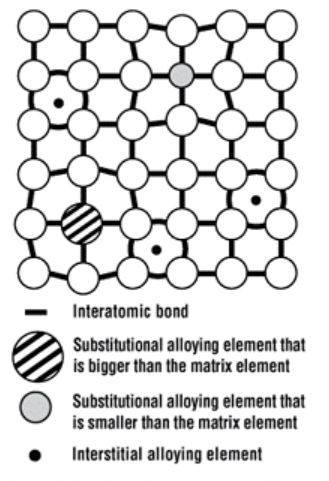 Interatomic bond
Substitutional alloying element that
is bigger than the matrix element
Substitutional alloying element that
is smaller than the matrix element
Interstitial alloying element